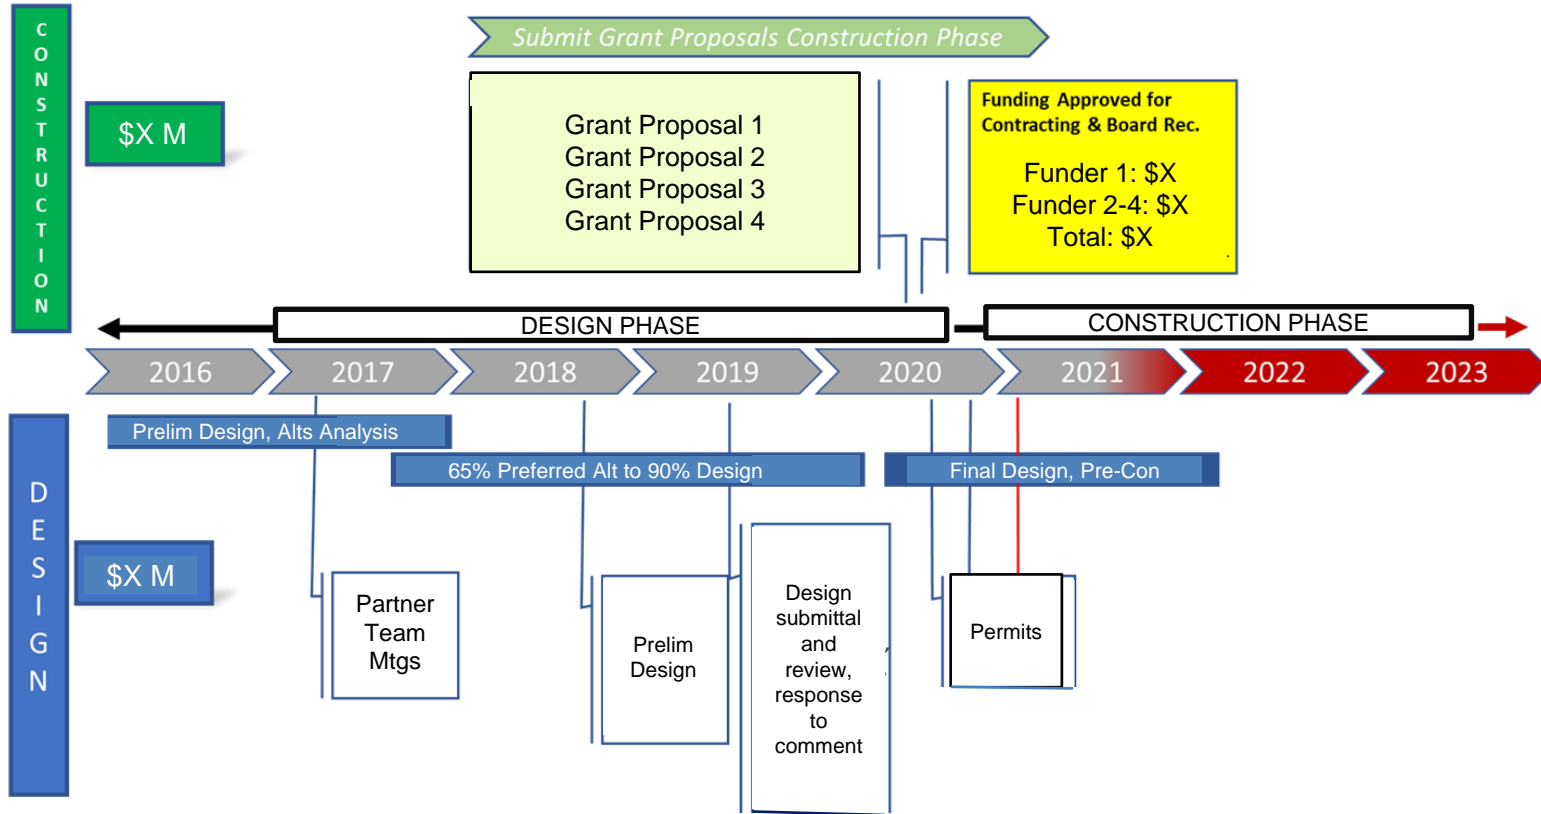 CONSTRUCTION
$X M
Submit Grant Proposals Construction Phase
Grant Proposal 1
Grant Proposal 2
Grant Proposal 3
Grant Proposal 4
Funding Approved for
Contracting & Board Rec.
Funder 1: $X
Funder 2-4: $X
Total: $X
.
DESIGN PHASE
CONSTRUCTION PHASE
2016
2017
2018
2019
2020
2021
2022
2023
DESIGN
Prelim Design, Alts Analysis
65% Preferred Alt to 90% Design
Final Design, Pre-Con
$X M
Partner
Team
Mtgs
Prelim
Design
Design
submittal
and
review,
response
to
comment
Permits